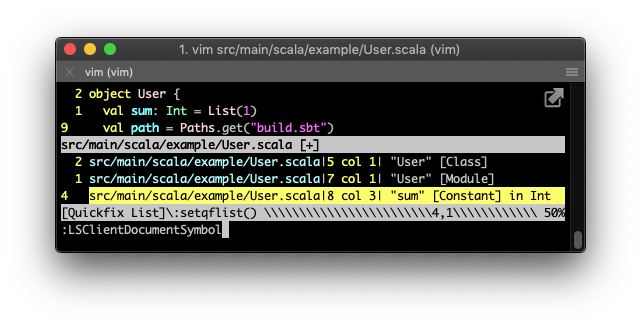 1. vim src/main/scala/example/User.scala (vim)
vim (vim)
2 object User {
1 val sum: Int = List(1)
9 val path = Paths.get("build.sbt")
src/main/scala/example/User.scala [+]
2 src/main/scala/example/User.scala|5 col 1| "User" [Class]
1 src/main/scala/example/User.scala|7 col 1| "User" [Module]
4 src/main/scala/example/User.scala|8 col 3| "sum" [Constant] in Int
[Quickfix List]\:setqflist() \\\\\\\\\\\\\\\\\\\\\\\\\4,1\\\\\\\\\\\\ 50%
:LSClientDocumentSymbol